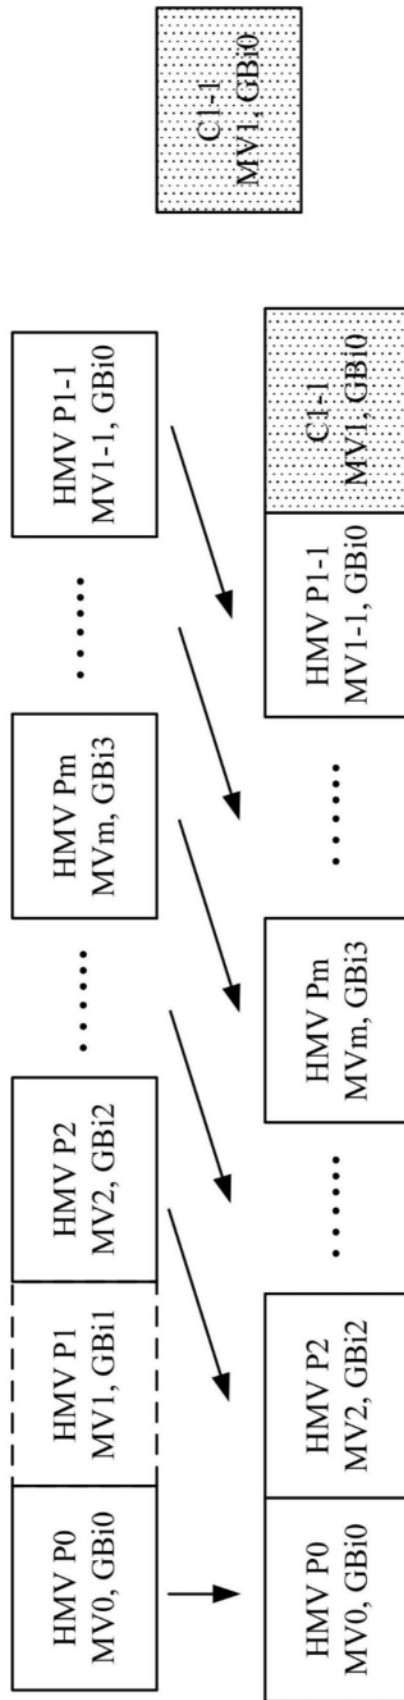 HMV P0
MV0, GBi0
HMV P1
MV1, GBi1
HMV P2
MV2, GBi2
......
HMV Pm
MVm, GBi3
......
HMV P1-1
MV1-1, GBi0
C1-1
MV1, GBi0
HMV P0
MV0, GBi0
HMV P2
MV2, GBi2
......
HMV Pm
MVm, GBi3
......
HMV P1-1
MV1-1, GBi0
C1-1
MV1, GBi0